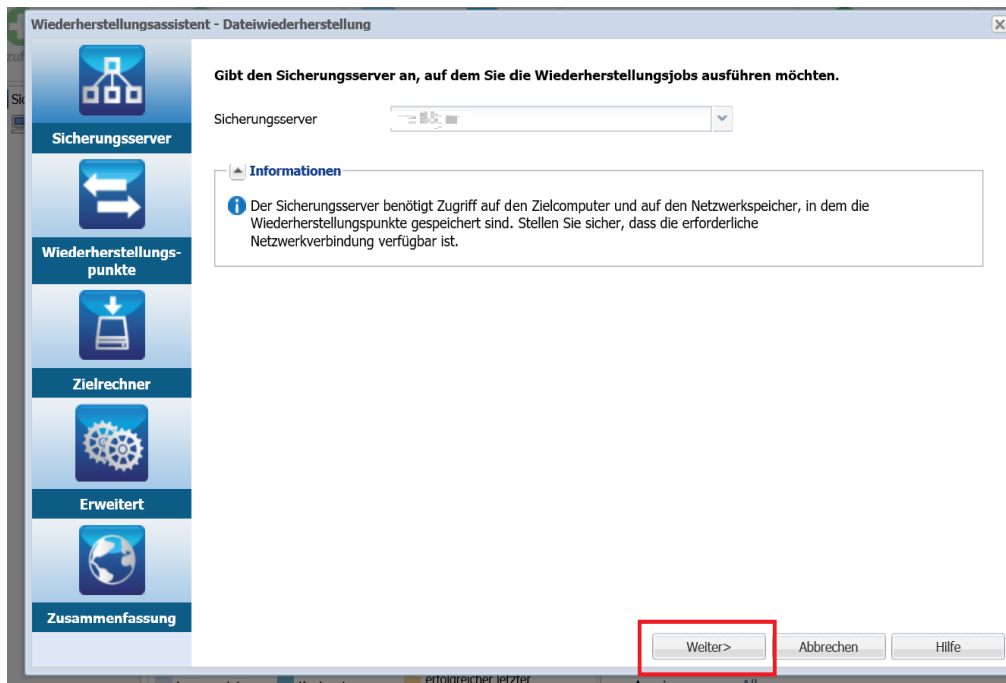 Wiederherstellungsassistent - Dateiwiederherstellung
Sicherungsserver
Wiederherstellungs-
punkte
Zielrechner
Erweitert
Zusammenfassung
Gibt den Sicherungsserver an, auf dem Sie die Wiederherstellungsjobs ausführen möchten.
Sicherungsserver
Informationen
Der Sicherungsserver benötigt Zugriff auf den Zielcomputer und auf den Netzwerkspeicher, in dem die
Wiederherstellungspunkte gespeichert sind. Stellen Sie sicher, dass die erforderliche
Netzwerkverbindung verfügbar ist.
Weiter> Abbrechen Hilfe
erfolgreicher letzter
All